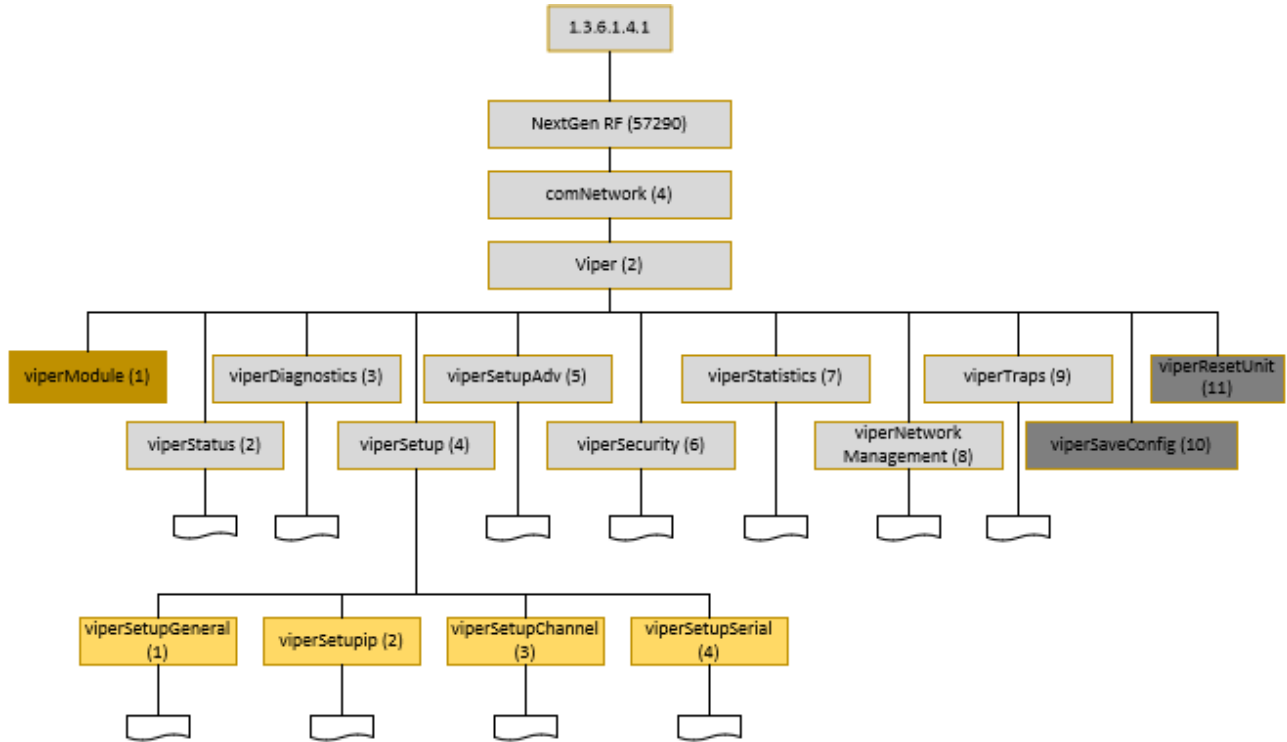 1.3.6.1.4.1
NextGen RF (57290)
comNetwork (4)
Viper (2)
viperModule (1)
viperDiagnostics (3)
viperSetupAdv (5)
viperStatistics (7)
viperTraps (9)
viperResetUnit
(11)
viperStatus (2)
viperSetup (4)
viperSecurity (6)
viperNetwork
Management (8)
viperSaveConfig (10)
viperSetupGeneral
(1)
viperSetupip (2)
viperSetupChannel
(3)
viperSetupSerial
(4)